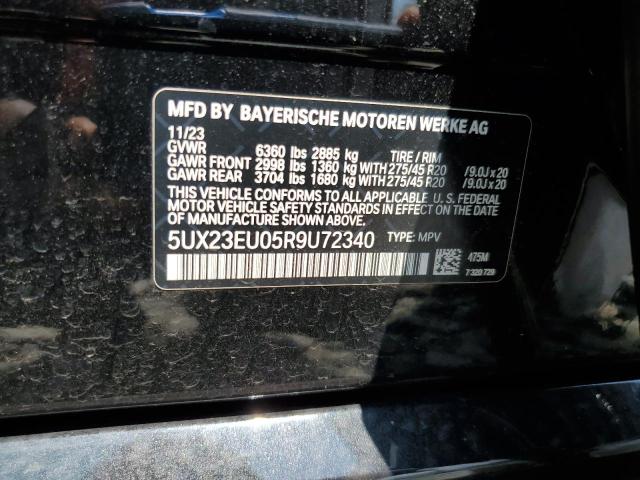 MFD BY BAYERISCHE MOTOREN WERKE AG
11/23
GVWR 6360 lbs 2885 kg TIRE / RIM
GAWR FRONT 2998 lbs 1360 kg WITH 275/45 R20 /9.0J x 20
GAWR REAR 3704 lbs 1680 kg WITH 275/45 R20 /9.0J x 20
THIS VEHICLE CONFORMS TO ALL APPLICABLE U. S. FEDERAL
MOTOR VEHICLE SAFETY STANDARDS IN EFFECT ON THE DATE
OF MANUFACTURE SHOWN ABOVE.
5UX23EU05R9U72340 TYPE: MPV
475M
7 320 729